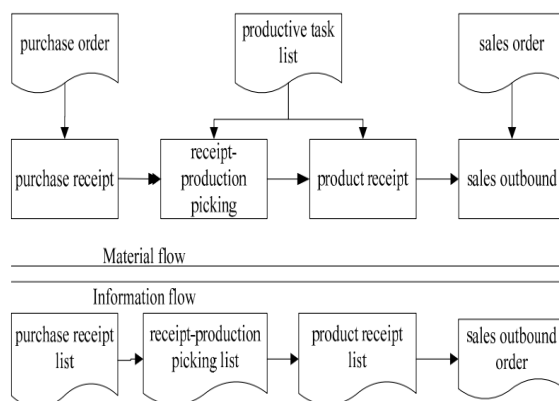 purchase order
productive task
list
sales order
purchase receipt
receipt-
production
picking
product receipt
sales outbound
Material flow
Information flow
purchase receipt
list
receipt-production
picking list
product receipt
list
sales outbound
order